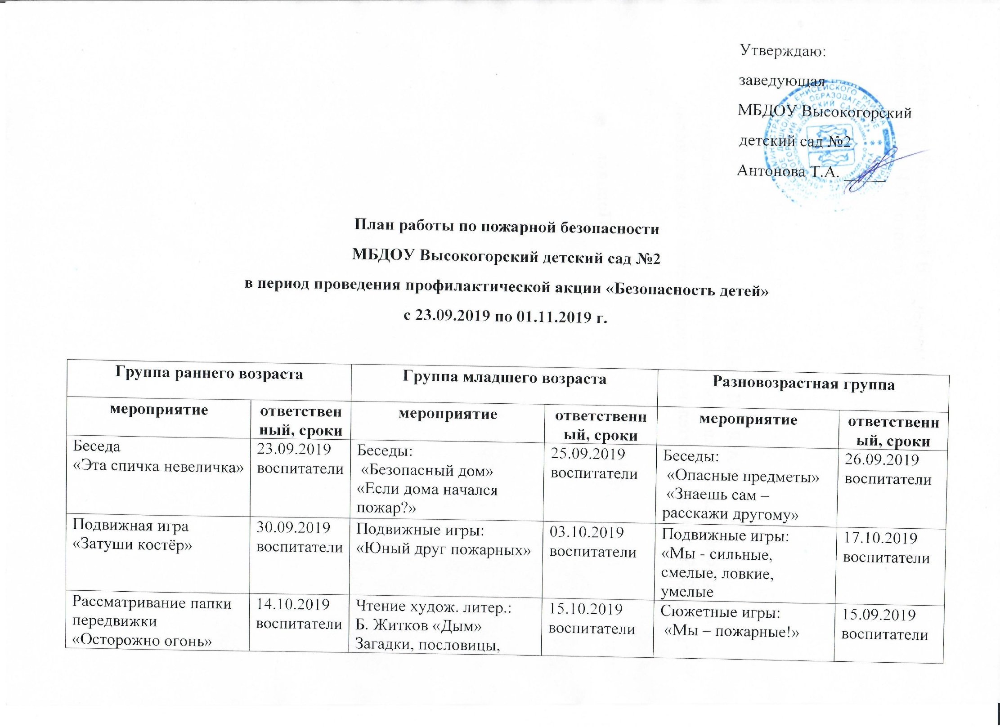 Утверждаю:
заведующая
МБДОУ Высокогорский
детский сад №2
Антонова Т.А. _____
План работы по пожарной безопасности
МБДОУ Высокогорский детский сад №2
в период проведения профилактической акции «Безопасность детей»
с 23.09.2019 по 01.11.2019 г.
Группа раннего возраста
Группа младшего возраста
Разновозрастная группа
мероприятие
ответствен
ный, сроки
мероприятие
ответственн
ый, сроки
мероприятие
ответственн
ый, сроки
Беседа
«Эта спичка невеличка»
23.09.2019
воспитатели
Беседы:
«Безопасный дом»
«Если дома начался
пожар?»
25.09.2019
воспитатели
Беседы:
«Опасные предметы»
«Знаешь сам –
расскажи другому»
26.09.2019
воспитатели
Подвижная игра
«Затуши костёр»
30.09.2019
воспитатели
Подвижные игры:
«Юный друг пожарных»
03.10.2019
воспитатели
Подвижные игры:
«Мы - сильные,
смелые, ловкие,
умелые
17.10.2019
воспитатели
Рассматривание папки
передвижки
«Осторожно огонь»
14.10.2019
воспитатели
Чтение худож. литер.:
Б. Житков «Дым»
Загадки, пословицы,
15.10.2019
воспитатели
Сюжетные игры:
«Мы – пожарные!»
15.09.2019
воспитатели
ЕНИСЕЙСКОГО РАЙОНА